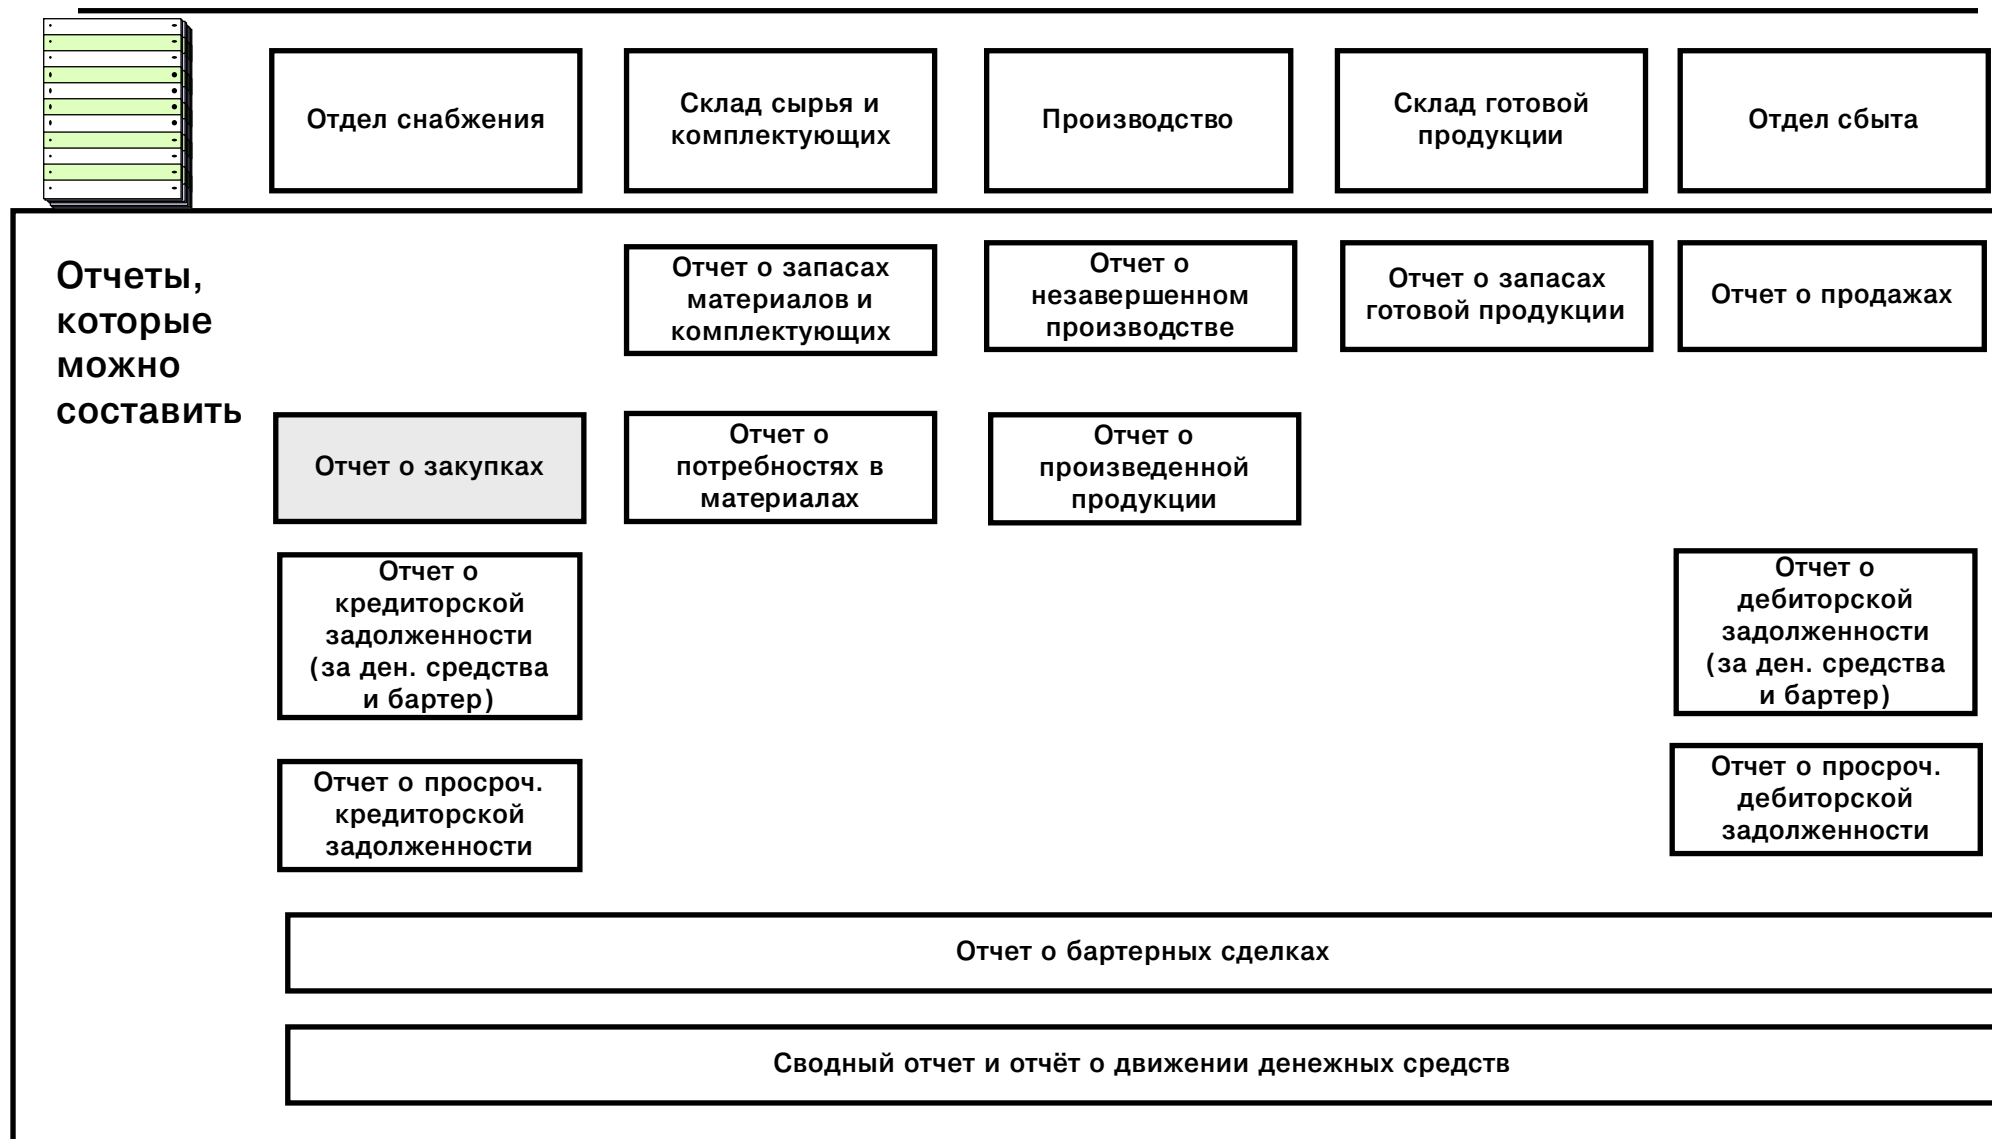 Отдел снабжения
Склад сырья и
комплектующих
Производство
Склад готовой
продукции
Отдел сбыта
Отчеты,
которые
можно
составить
Отчет о запасах
материалов и
комплектующих
Отчет о
незавершенном
производстве
Отчет о запасах
готовой продукции
Отчет о продажах
Отчет о закупках
Отчет о
потребностях в
материалах
Отчет о
произведенной
продукции
Отчет о
кредиторской
задолженности
(за ден. средства
и бартер)
Отчет о
дебиторской
задолженности
(за ден. средства
и бартер)
Отчет о просроч.
кредиторской
задолженности
Отчет о просроч.
дебиторской
задолженности
Отчет о бартерных сделках
Сводный отчет и отчёт о движении денежных средств